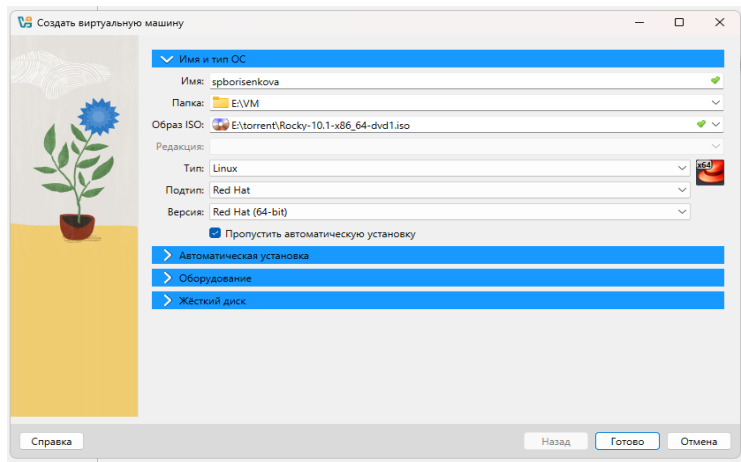 Создать виртуальную машину
Имя и тип ОС
Имя: spborisenkova
Папка: E:\VM
Образ ISO: E:\torrent\Rocky-10.1-x86_64-dvd1.iso
Редакция:
Тип: Linux
x64
Подтип: Red Hat
Версия: Red Hat (64-bit)
Пропустить автоматическую установку
Автоматическая установка
Оборудование
Жёсткий диск
Справка Назад Готово Отмена